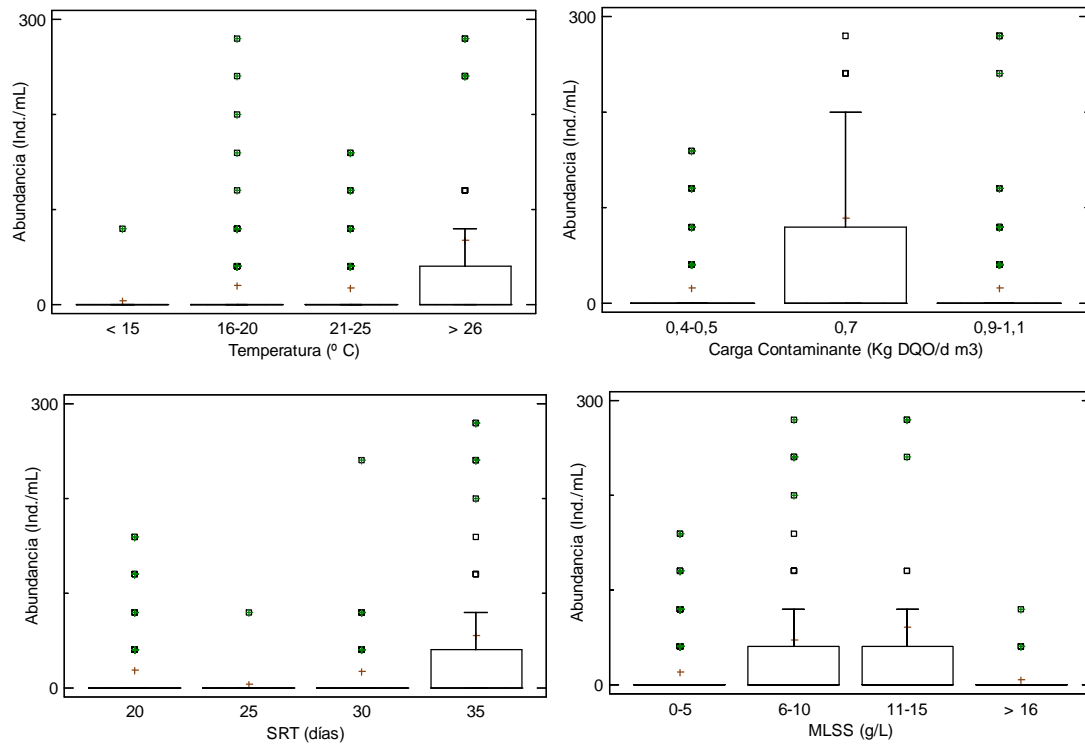 300
Abundancia (Ind./mL)
0
< 15
16-20
21-25
> 26
Temperatura (º C)
300
Abundancia (Ind./mL)
0
0,4-0,5
0,7
0,9-1,1
Carga Contaminante (Kg DQO/d m3)
300
Abundancia (Ind./mL)
0
20
25
30
35
SRT (días)
300
Abundancia (Ind./mL)
0
0-5
6-10
11-15
> 16
MLSS (g/L)